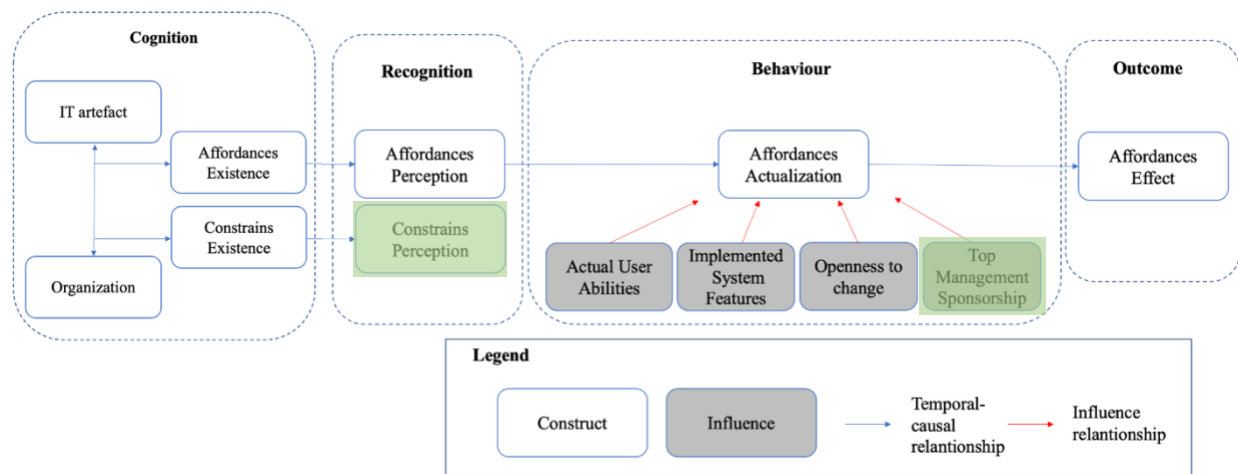 Cognition
IT artefact
Affordances
Existence
Constrains
Existence
Organization
Recognition
Affordances
Perception
Constrains
Perception
Behaviour
Affordances
Actualization
Actual User
Abilities
Implemented
System
Features
Openness to
change
Top
Management
Sponsorship
Outcome
Affordances
Effect
Legend
Construct
Influence
Temporal-
causal
relantionship
Influence
relantionship